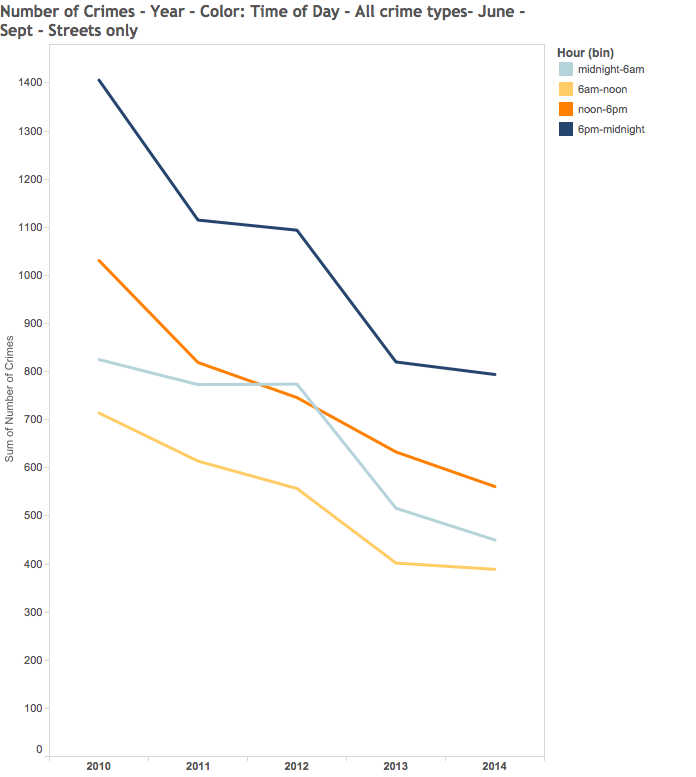 Number of Crimes - Year - Color: Time of Day - All crime types- June -
Sept - Streets only
Hour (bin)
midnight-6am
6am-noon
noon-6pm
6pm-midnight
Sum of Number of Crimes
1400
1300
1200
1100
1000
900
800
700
600
500
400
300
200
100
0
2010 2011 2012 2013 2014